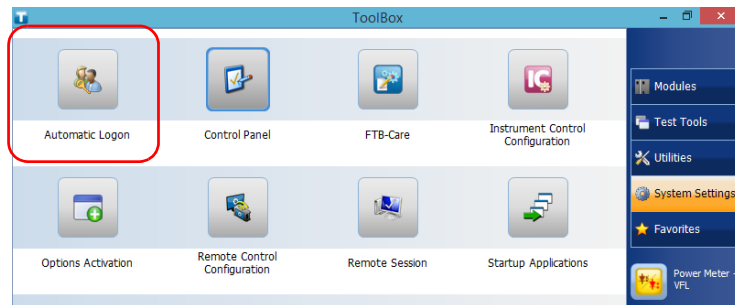 T
ToolBox
Automatic Logon
Control Panel
FTB-Care
IC
Instrument Control
Configuration
Options Activation
Remote Control
Configuration
Remote Session
Startup Applications
Modules
Test Tools
Utilities
System Settings
Favorites
Power Meter -
VFL